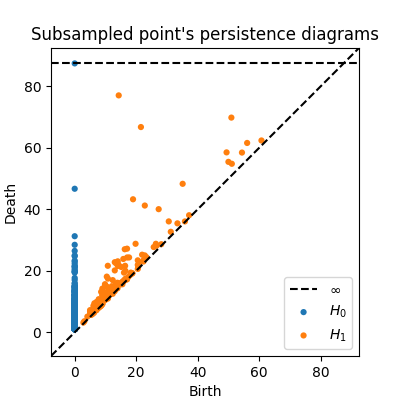 Subsampled point's persistence diagrams
Death
80
60
40
20
0
0 20 40 60 80
Birth
∞
H₀
H₁